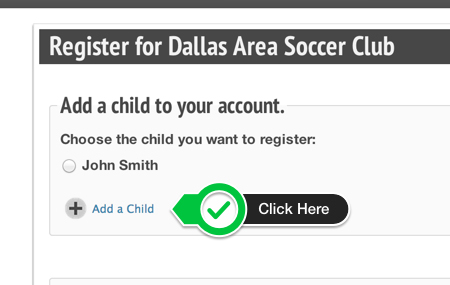 Register for Dallas Area Soccer Club
Add a child to your account.
Choose the child you want to register:
John Smith
Add a Child Click Here